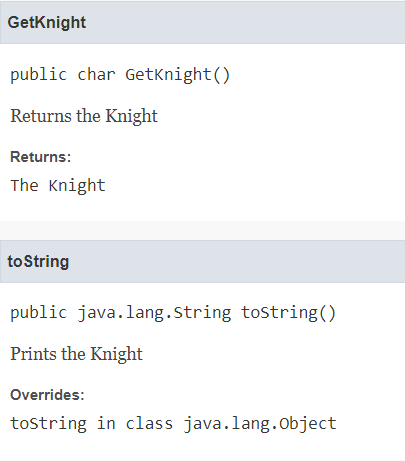 GetKnight
public char GetKnight()
Returns the Knight
Returns:
The Knight
toString
public java.lang.String toString()
Prints the Knight
Overrides:
toString in class java.lang.Object